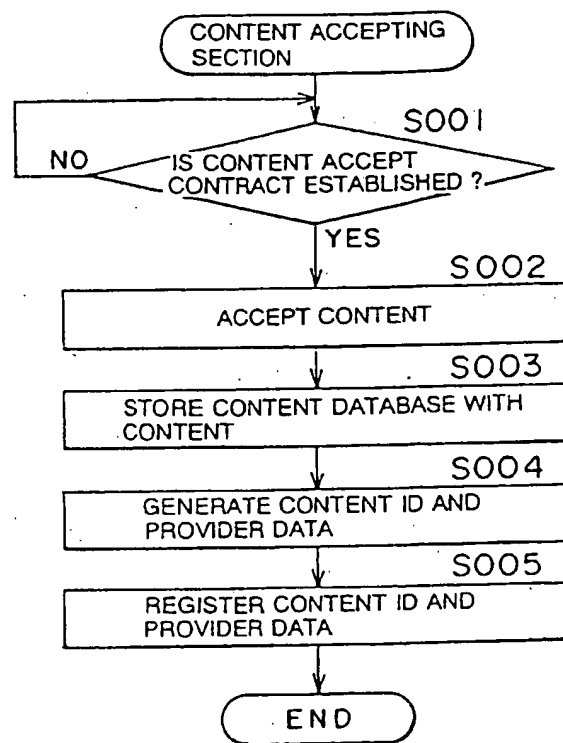 CONTENT ACCEPTING
SECTION
S001
NO
IS CONTENT ACCEPT
CONTRACT ESTABLISHED ?
YES
S002
ACCEPT CONTENT
S003
STORE CONTENT DATABASE WITH
CONTENT
S004
GENERATE CONTENT ID AND
PROVIDER DATA
S005
REGISTER CONTENT ID AND
PROVIDER DATA
END